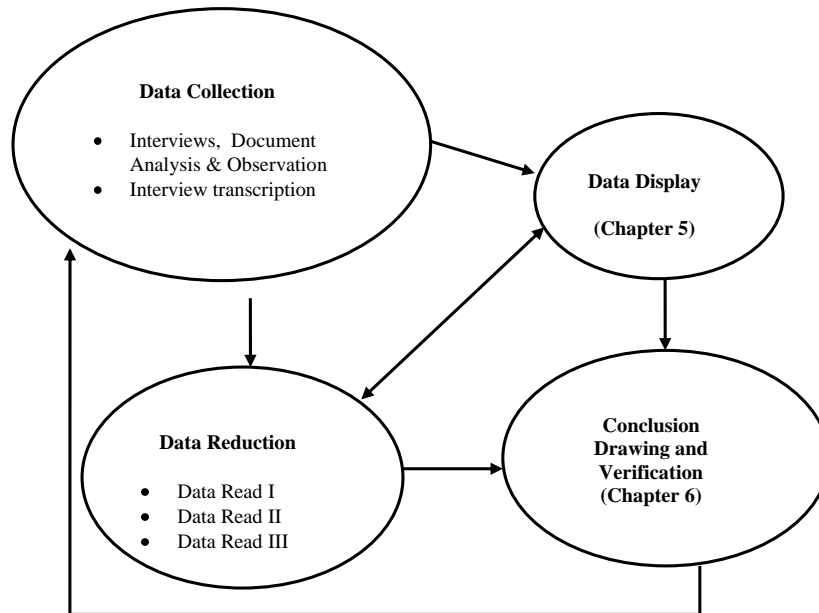 Data Collection
• Interviews, Document
Analysis & Observation
• Interview transcription
Data Display
(Chapter 5)
Data Reduction
• Data Read I
• Data Read II
• Data Read III
Conclusion
Drawing and
Verification
(Chapter 6)